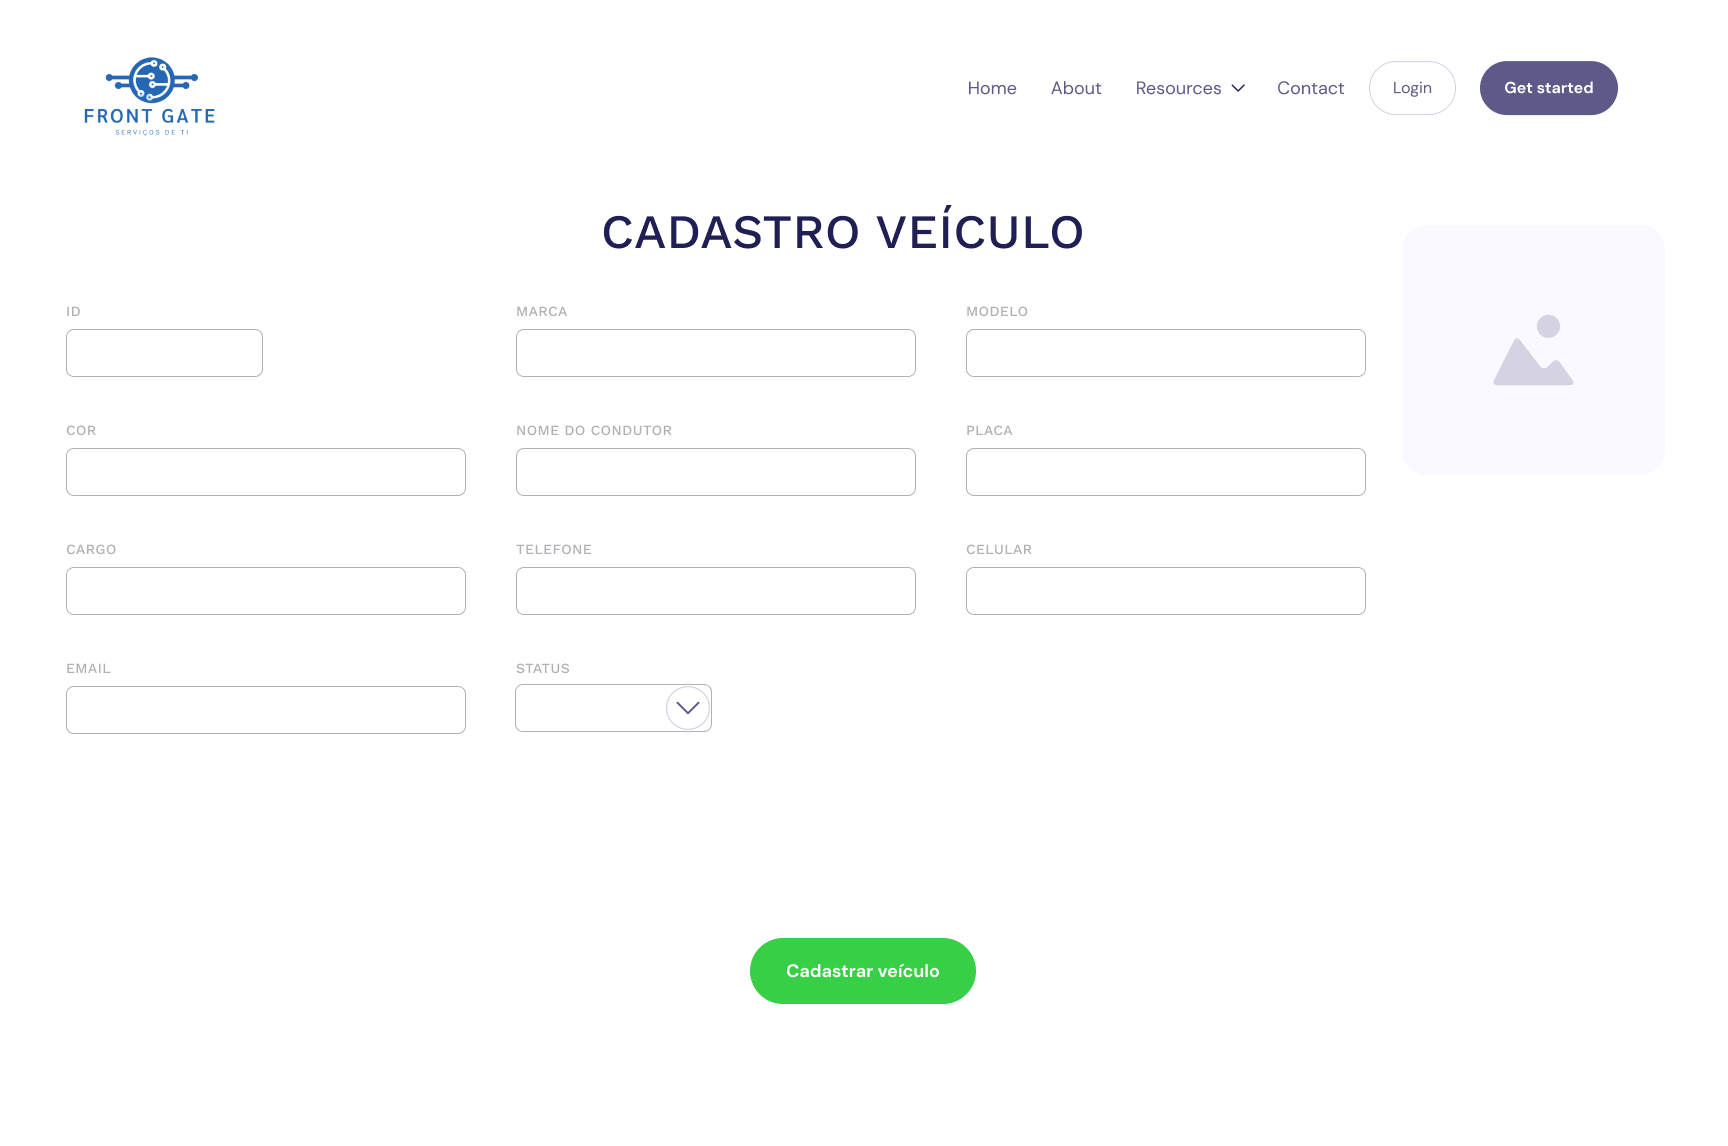 FRONT GATE
SERVIÇOS DE TI
Home About Resources Contact Login Get started
CADASTRO VEÍCULO
ID MARCA MODELO
COR NOME DO CONDUTOR PLACA
CARGO TELEFONE CELULAR
EMAIL STATUS
Cadastrar veículo